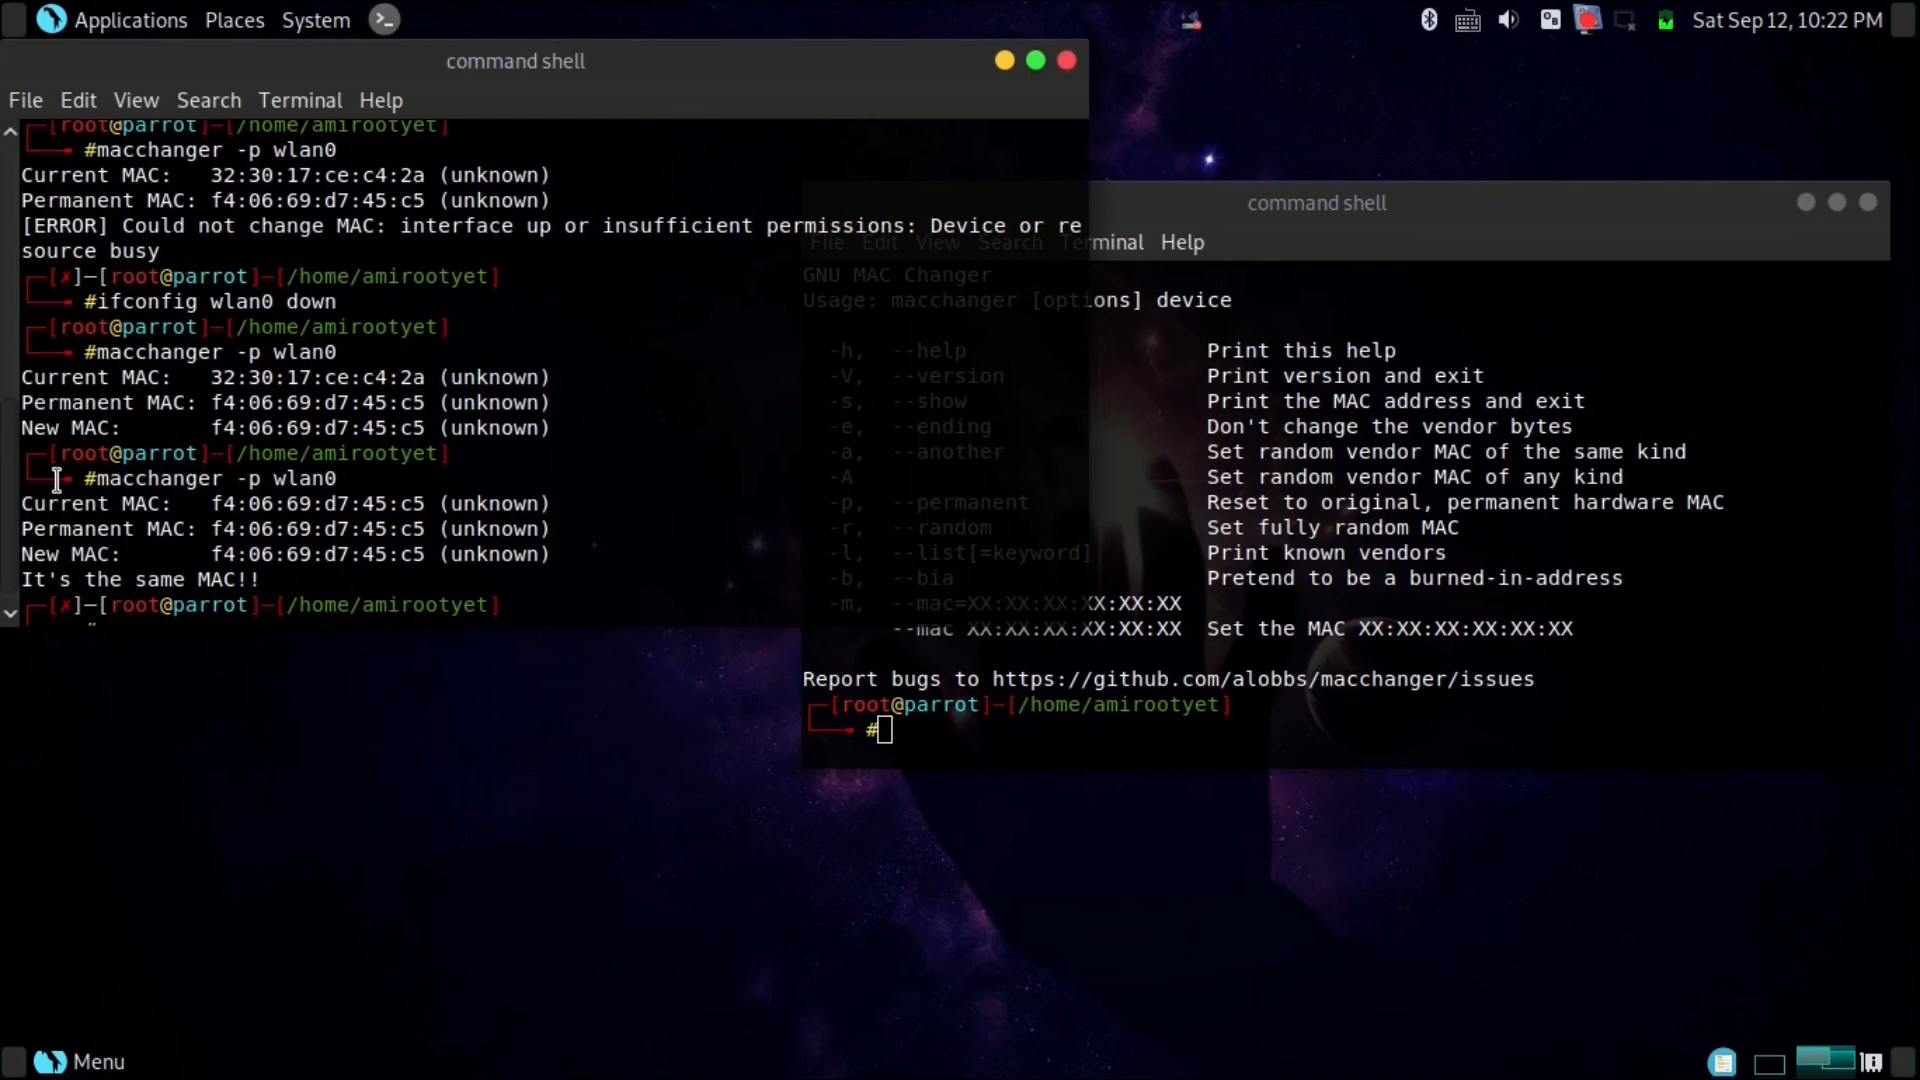 Applications Places System
Sat Sep 12, 10:22 PM
command shell
File Edit View Search Terminal Help
[root@parrot]─[/home/amirootyet]
#macchanger -p wlan0
Current MAC:   32:30:17:ce:c4:2a (unknown)
Permanent MAC: f4:06:69:d7:45:c5 (unknown)
[ERROR] Could not change MAC: interface up or insufficient permissions: Device or re
source busy
[✗]─[root@parrot]─[/home/amirootyet]
#ifconfig wlan0 down
[root@parrot]─[/home/amirootyet]
#macchanger -p wlan0
Current MAC:   32:30:17:ce:c4:2a (unknown)
Permanent MAC: f4:06:69:d7:45:c5 (unknown)
New MAC:       f4:06:69:d7:45:c5 (unknown)
[root@parrot]─[/home/amirootyet]
#macchanger -p wlan0
Current MAC:   f4:06:69:d7:45:c5 (unknown)
Permanent MAC: f4:06:69:d7:45:c5 (unknown)
New MAC:       f4:06:69:d7:45:c5 (unknown)
It's the same MAC!!
[✗]─[root@parrot]─[/home/amirootyet]
command shell
File Edit View Search Terminal Help
GNU MAC Changer
Usage: macchanger [options] device
-h,  --help                   Print this help
-V,  --version                Print version and exit
-s,  --show                   Print the MAC address and exit
-e,  --ending                 Don't change the vendor bytes
-a,  --another                Set random vendor MAC of the same kind
-A                            Set random vendor MAC of any kind
-p,  --permanent              Reset to original, permanent hardware MAC
-r,  --random                 Set fully random MAC
-l,  --list[=keyword]         Print known vendors
-b,  --bia                    Pretend to be a burned-in-address
-m,  --mac=XX:XX:XX:XX:XX:XX
--mac XX:XX:XX:XX:XX:XX  Set the MAC XX:XX:XX:XX:XX:XX
Report bugs to https://github.com/alobbs/macchanger/issues
[root@parrot]─[/home/amirootyet]
#
Menu